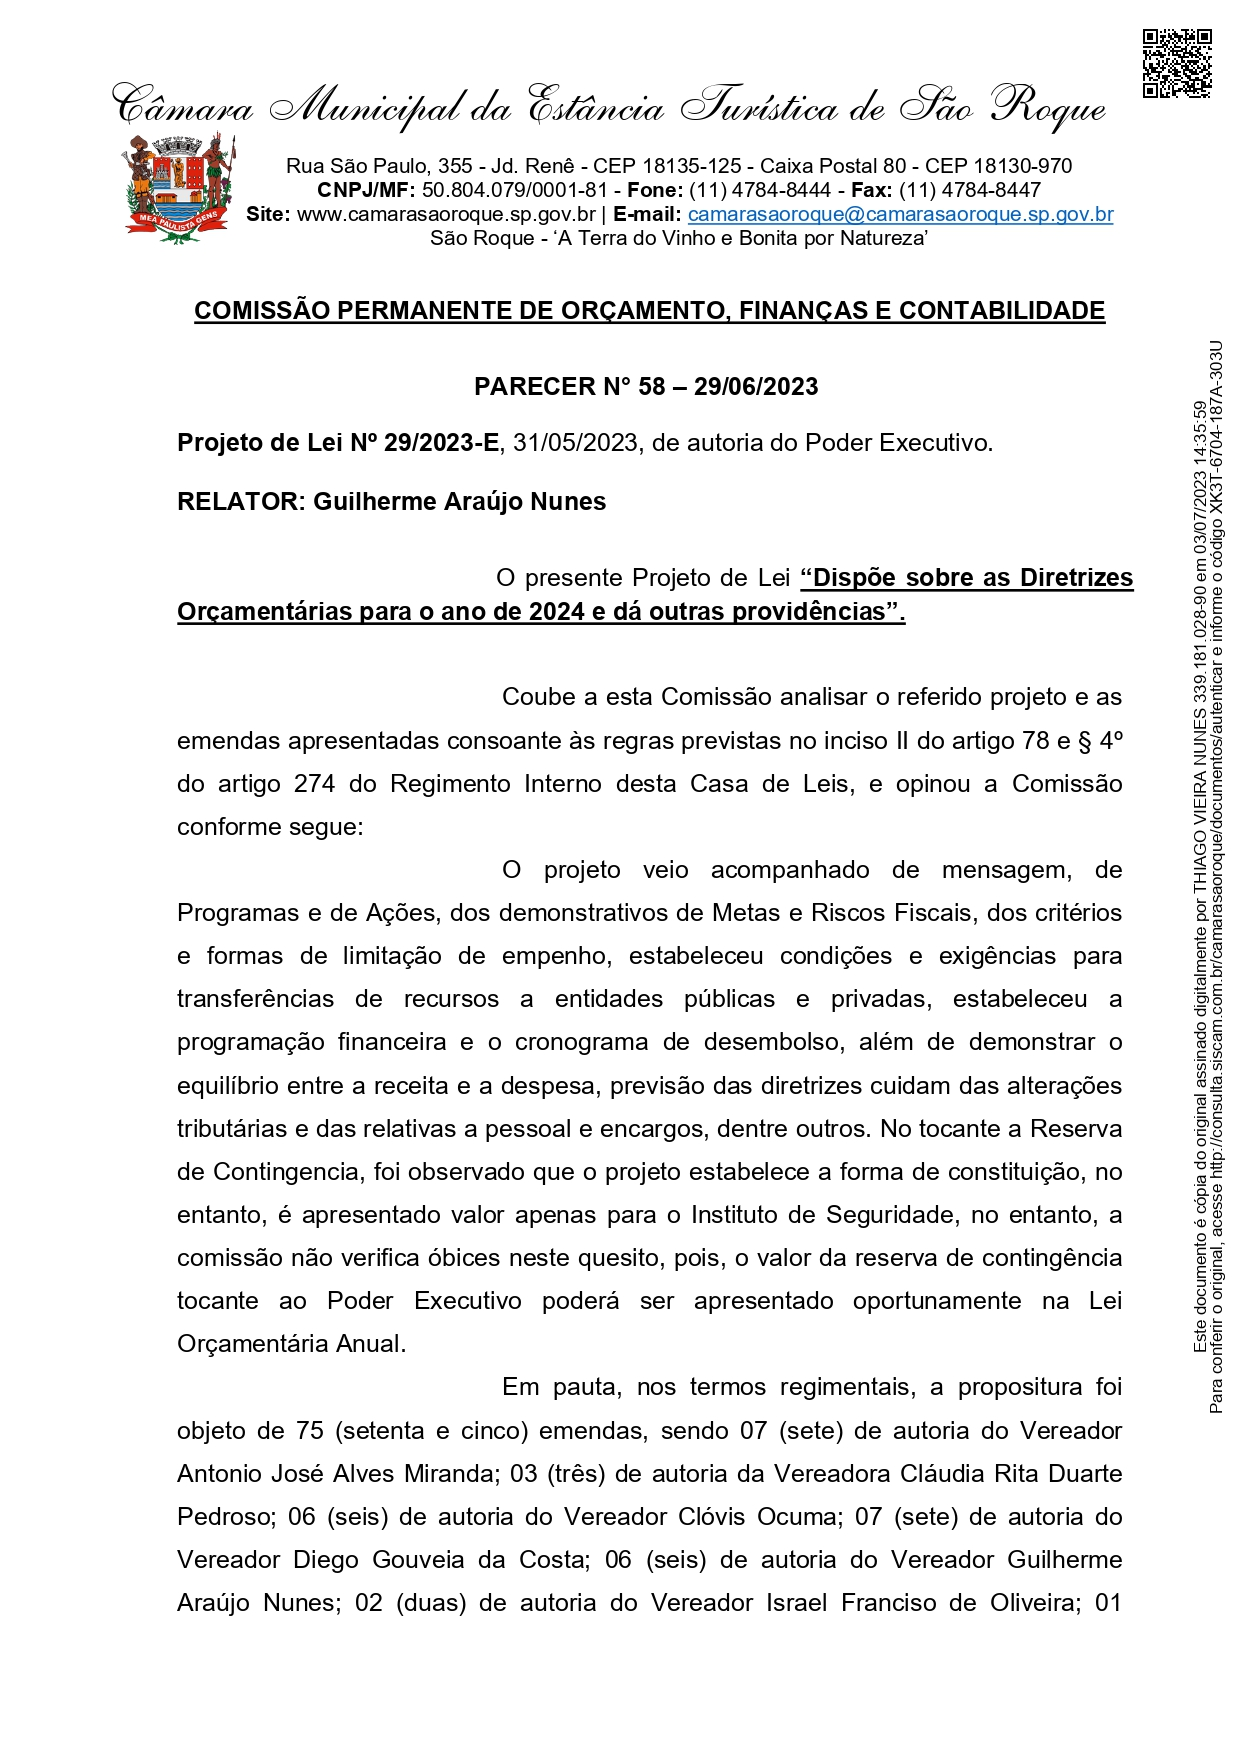 Câmara Municipal da Estância Turística de São Roque
Rua São Paulo, 355 - Jd. Renê - CEP 18135-125 - Caixa Postal 80 - CEP 18130-970
CNPJ/MF: 50.804.079/0001-81 - Fone: (11) 4784-8444 - Fax: (11) 4784-8447
Site: www.camarasaoroque.sp.gov.br | E-mail: camarasaoroque@camarasaoroque.sp.gov.br
São Roque - ‘A Terra do Vinho e Bonita por Natureza’
MEA PAULISTA GENS
COMISSÃO PERMANENTE DE ORÇAMENTO, FINANÇAS E CONTABILIDADE
PARECER N° 58 – 29/06/2023
Projeto de Lei Nº 29/2023-E, 31/05/2023, de autoria do Poder Executivo.
RELATOR: Guilherme Araújo Nunes
O presente Projeto de Lei “Dispõe sobre as Diretrizes
Orçamentárias para o ano de 2024 e dá outras providências”.
Coube a esta Comissão analisar o referido projeto e as
emendas apresentadas consoante às regras previstas no inciso II do artigo 78 e § 4º
do artigo 274 do Regimento Interno desta Casa de Leis, e opinou a Comissão
conforme segue:
O projeto veio acompanhado de mensagem, de
Programas e de Ações, dos demonstrativos de Metas e Riscos Fiscais, dos critérios
e formas de limitação de empenho, estabeleceu condições e exigências para
transferências de recursos a entidades públicas e privadas, estabeleceu a
programação financeira e o cronograma de desembolso, além de demonstrar o
equilíbrio entre a receita e a despesa, previsão das diretrizes cuidam das alterações
tributárias e das relativas a pessoal e encargos, dentre outros. No tocante a Reserva
de Contingencia, foi observado que o projeto estabelece a forma de constituição, no
entanto, é apresentado valor apenas para o Instituto de Seguridade, no entanto, a
comissão não verifica óbices neste quesito, pois, o valor da reserva de contingência
tocante ao Poder Executivo poderá ser apresentado oportunamente na Lei
Orçamentária Anual.
Em pauta, nos termos regimentais, a propositura foi
objeto de 75 (setenta e cinco) emendas, sendo 07 (sete) de autoria do Vereador
Antonio José Alves Miranda; 03 (três) de autoria da Vereadora Cláudia Rita Duarte
Pedroso; 06 (seis) de autoria do Vereador Clóvis Ocuma; 07 (sete) de autoria do
Vereador Diego Gouveia da Costa; 06 (seis) de autoria do Vereador Guilherme
Araújo Nunes; 02 (duas) de autoria do Vereador Israel Franciso de Oliveira; 01
Este documento é cópia do original assinado digitalmente por THIAGO VIEIRA NUNES 339.181.028-90 em 03/07/2023 14:35:59
Para conferir o original, acesse http://consulta.siscam.com.br/camarasaoroque/documentos/autenticar e informe o código XK3T-6704-187A-303U